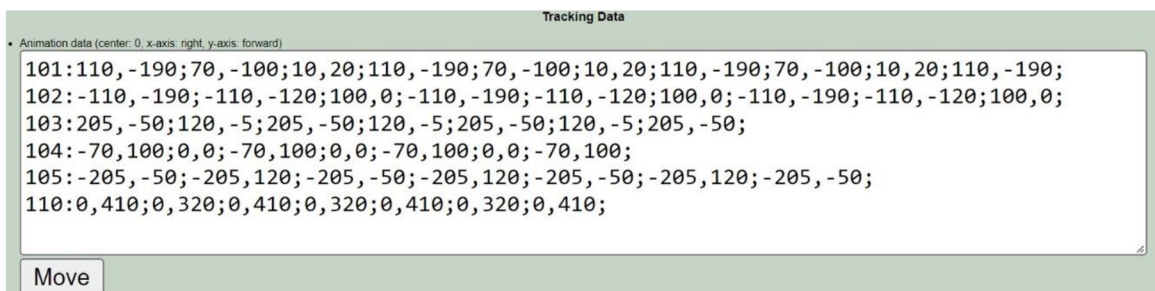 Tracking Data
• Animation data (center: 0, x-axis: right, y-axis: forward)
101:110,-190;70,-100;10,20;110,-190;70,-100;10,20;110,-190;70,-100;10,20;110,-190;
102:-110,-190;-110,-120;100,0;-110,-190;-110,-120;100,0;-110,-190;-110,-120;100,0;
103:205,-50;120,-5;205,-50;120,-5;205,-50;120,-5;205,-50;
104:-70,100;0,0;-70,100;0,0;-70,100;0,0;-70,100;
105:-205,-50;-205,120;-205,-50;-205,120;-205,-50;-205,120;-205,-50;
110:0,410;0,320;0,410;0,320;0,410;0,320;0,410;
Move